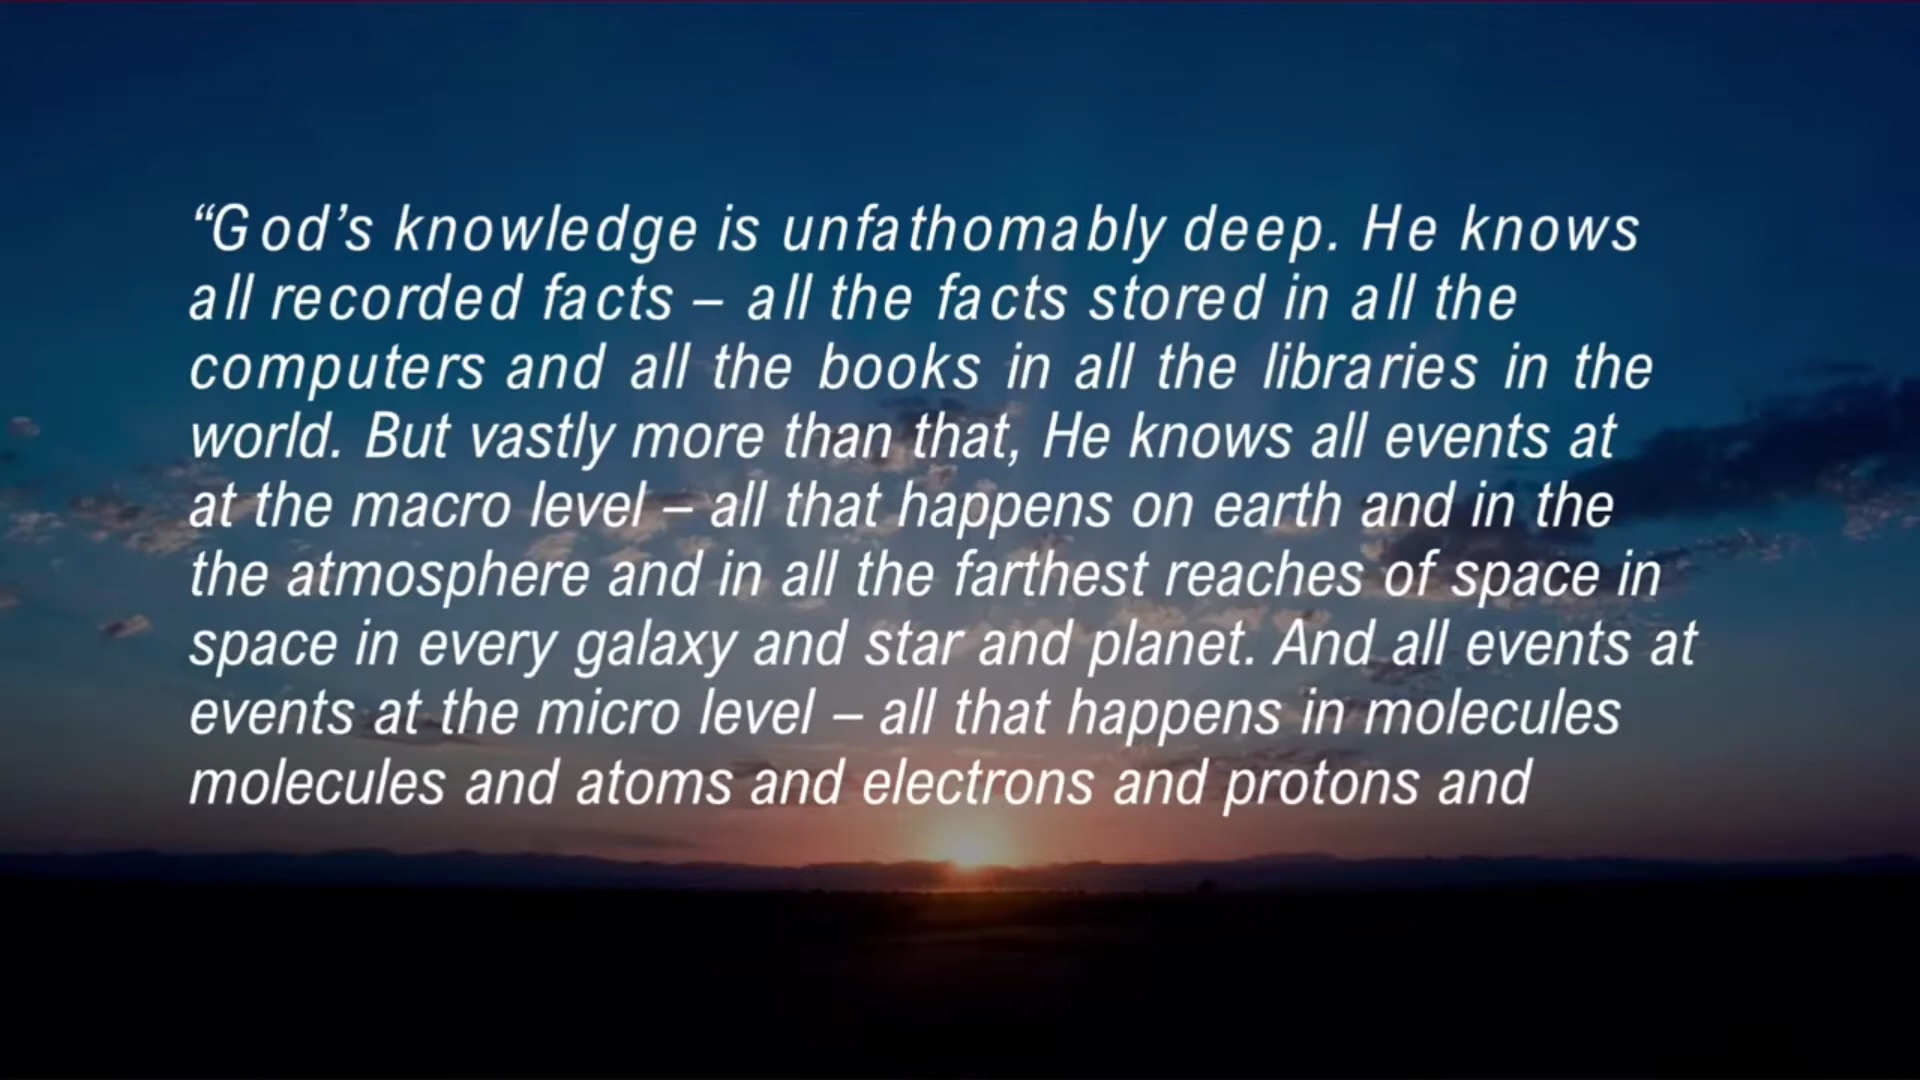 “God’s knowledge is unfathomably deep. He knows
all recorded facts – all the facts stored in all the
computers and all the books in all the libraries in the
world. But vastly more than that, He knows all events at
at the macro level – all that happens on earth and in the
the atmosphere and in all the farthest reaches of space in
space in every galaxy and star and planet. And all events at
events at the micro level – all that happens in molecules
molecules and atoms and electrons and protons and